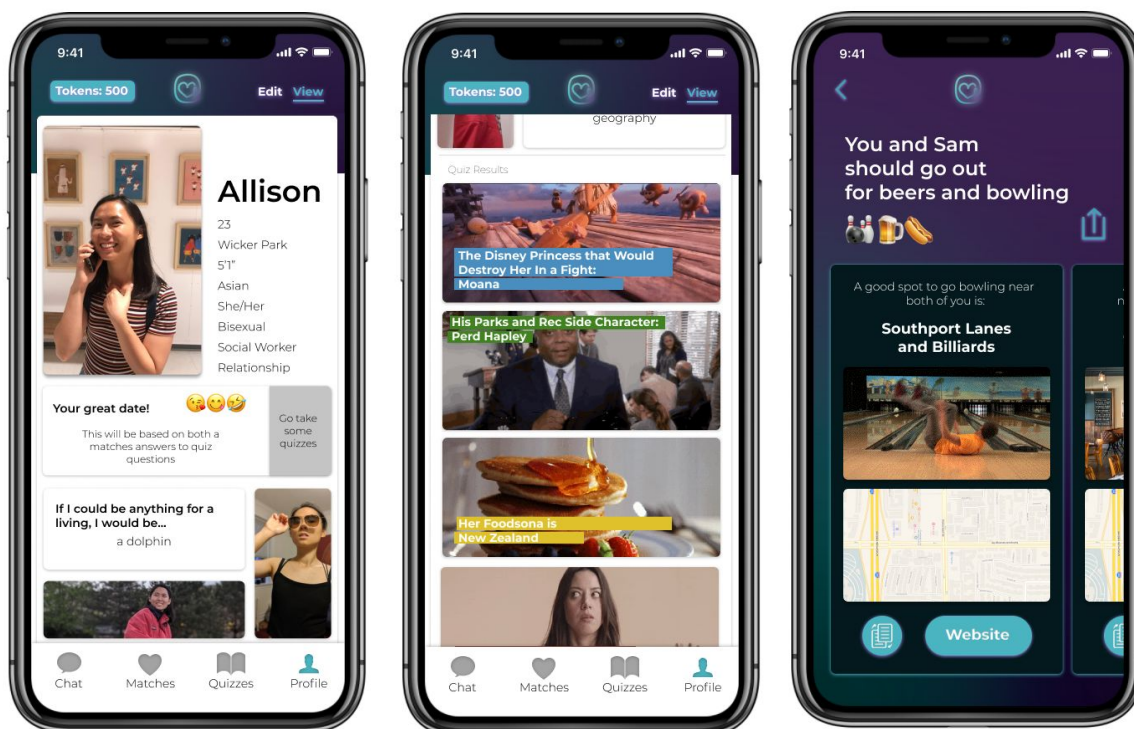 9:41
Tokens: 500
Edit View
Allison
23
Wicker Park
5'1"
Asian
She/Her
Bisexual
Social Worker
Relationship
Your great date! 😘😋🤣
This will be based on both a
matches answers to quiz
questions
Go take
some
quizzes
If I could be anything for a
living, I would be...
a dolphin
Chat
Matches
Quizzes
Profile
9:41
Tokens: 500
Edit View
geography
Quiz Results
The Disney Princess that Would
Destroy Her In a Fight:
Moana
His Parks and Rec Side Character:
Perd Hapley
Her Foodsona is
New Zealand
Chat
Matches
Quizzes
Profile
9:41
You and Sam
should go out
for beers and bowling
🎳🍺🌭
A good spot to go bowling near
both of you is:
Southport Lanes
and Billiards
Website